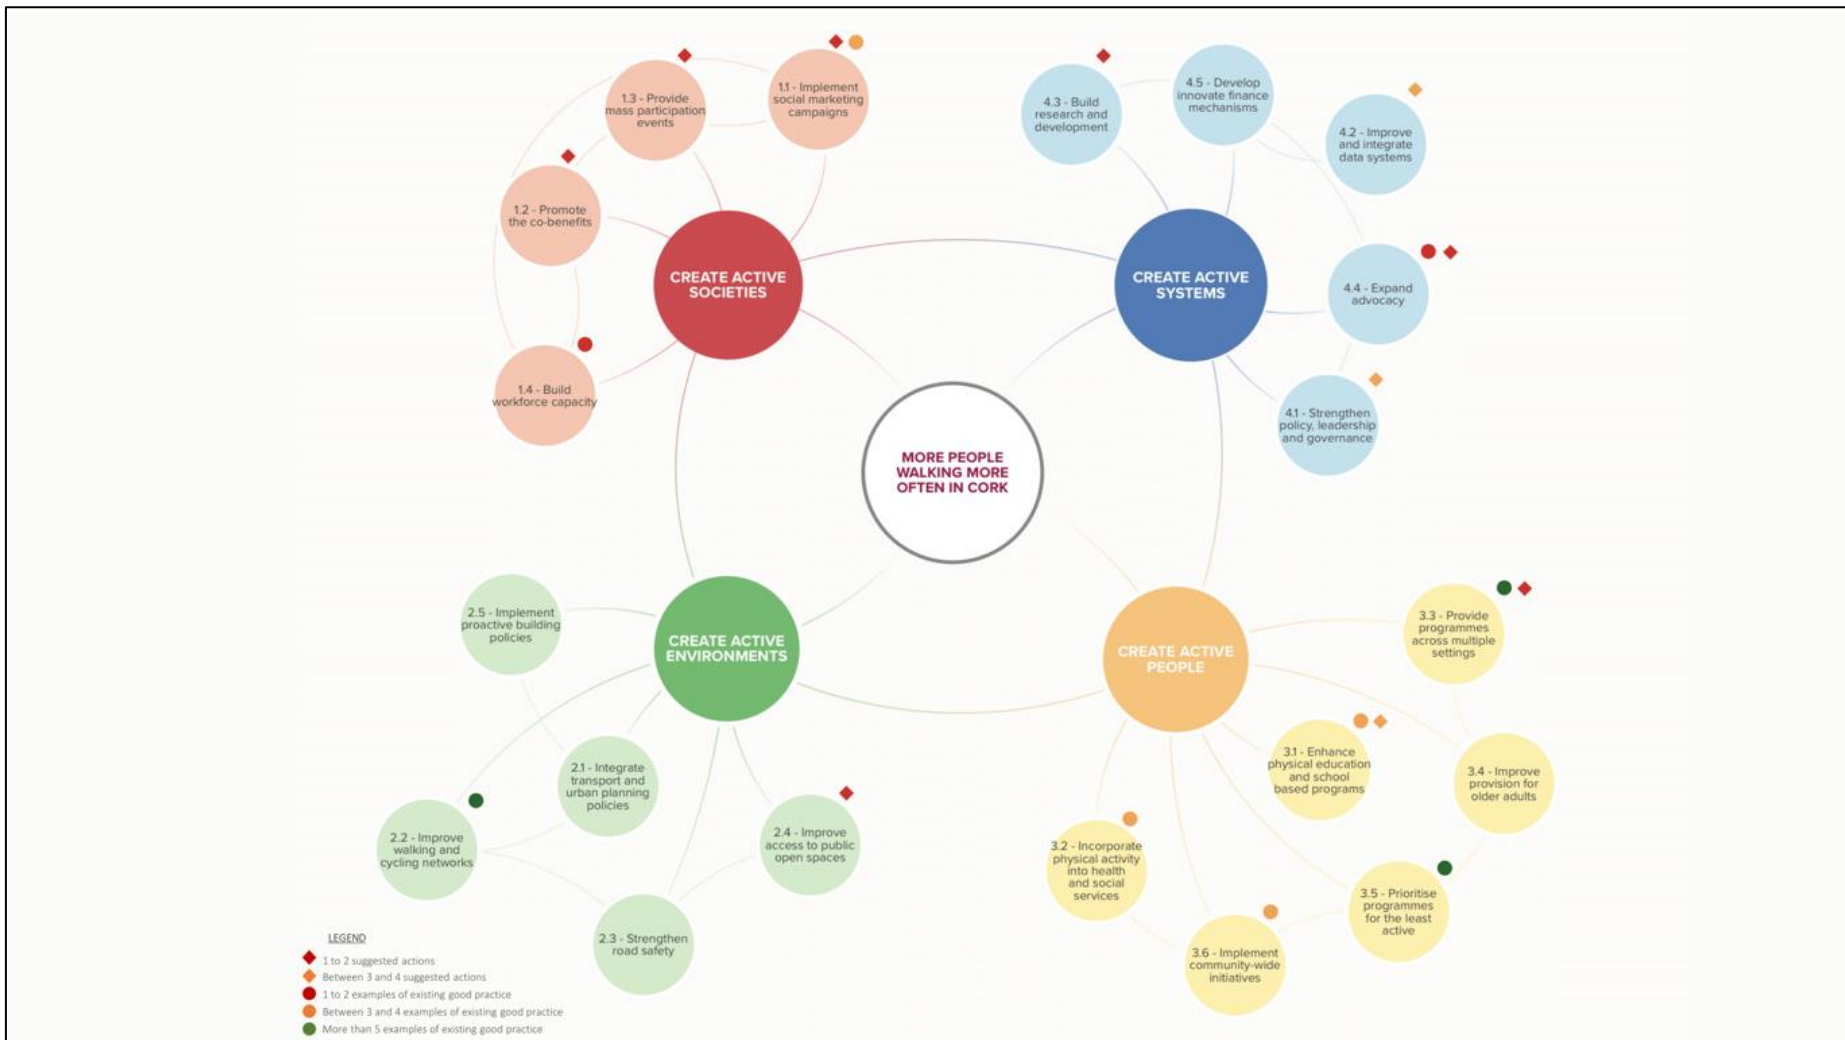 1.3 - Provide
mass participation
events
1.1 - Implement
social marketing
campaigns
1.2 - Promote
the co-benefits
CREATE ACTIVE
SOCIETIES
1.4 - Build
workforce capacity
4.3 - Build
research and
development
4.5 - Develop
innovate finance
mechanisms
4.2 - Improve
and integrate
data systems
CREATE ACTIVE
SYSTEMS
4.4 - Expand
advocacy
4.1 - Strengthen
policy, leadership
and governance
MORE PEOPLE
WALKING MORE
OFTEN IN CORK
2.5 - Implement
proactive building
policies
CREATE ACTIVE
ENVIRONMENTS
2.1 - Integrate
transport and
urban planning
policies
2.2 - Improve
walking and
cycling networks
2.4 - Improve
access to public
open spaces
2.3 - Strengthen
road safety
CREATE ACTIVE
PEOPLE
3.3 - Provide
programmes
across multiple
settings
3.1 - Enhance
physical education
and school
based programs
3.4 - Improve
provision for
older adults
3.2 - Incorporate
physical activity
into health
and social
services
3.5 - Prioritise
programmes
for the least
active
3.6 - Implement
community-wide
initiatives
LEGEND
1 to 2 suggested actions
Between 3 and 4 suggested actions
1 to 2 examples of existing good practice
Between 3 and 4 examples of existing good practice
More than 5 examples of existing good practice